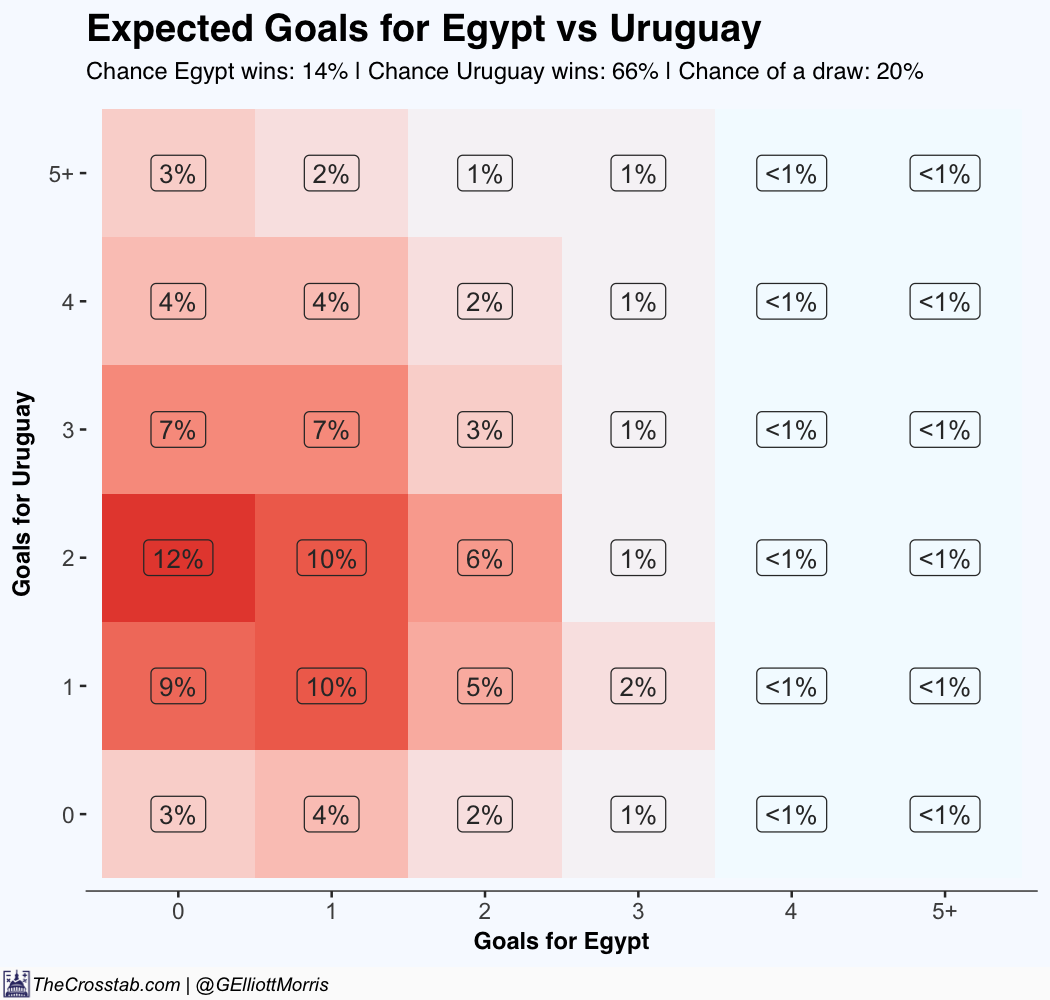 Expected Goals for Egypt vs Uruguay
Chance Egypt wins: 14% | Chance Uruguay wins: 66% | Chance of a draw: 20%
5+ 3% 2% 1% 1% <1% <1%
4 4% 4% 2% 1% <1% <1%
3 7% 7% 3% 1% <1% <1%
2 12% 10% 6% 1% <1% <1%
1 9% 10% 5% 2% <1% <1%
0 3% 4% 2% 1% <1% <1%
Goals for Uruguay
0 1 2 3 4 5+
Goals for Egypt
TheCrosstab.com | @GElliottMorris